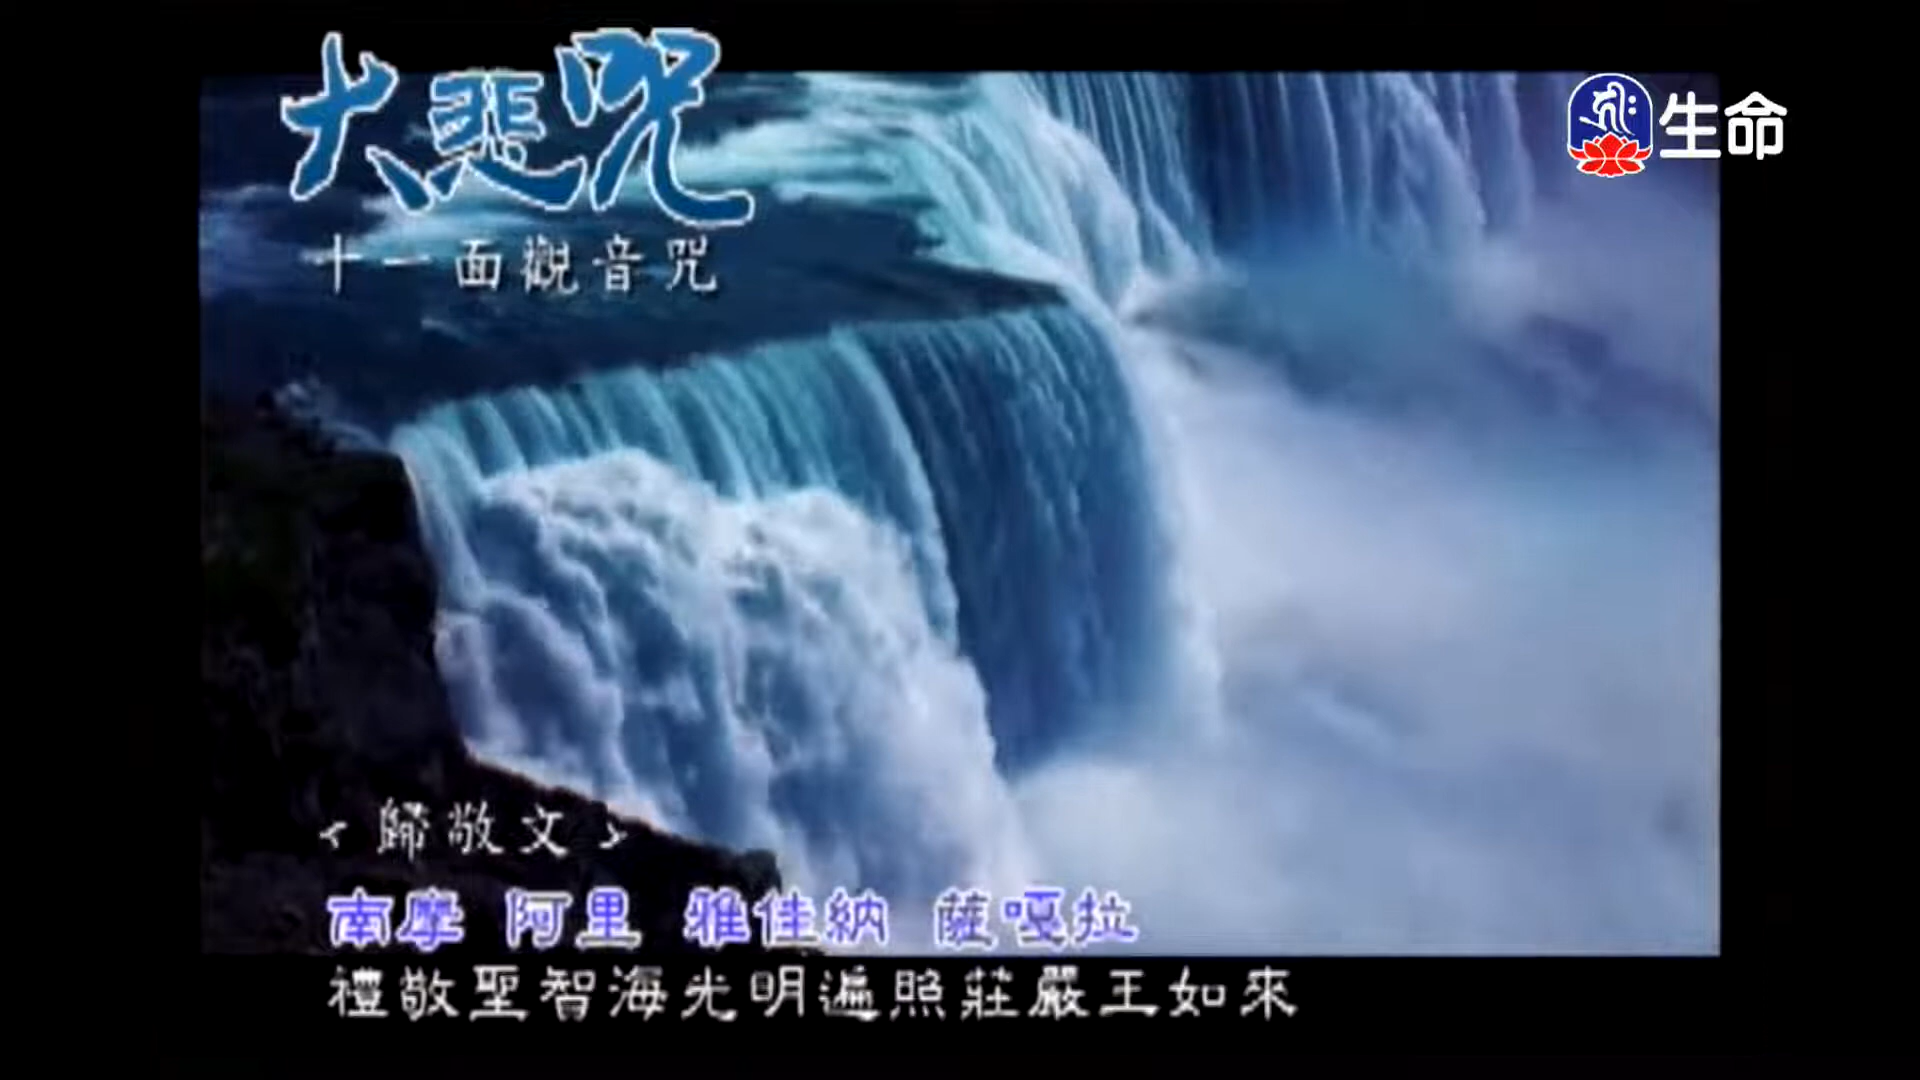 大悲咒
生命
十一面觀音咒
<歸敬文>
南摩 阿里 雅佳納 薩嘎拉
禮敬聖智海光明遍照莊嚴王如來